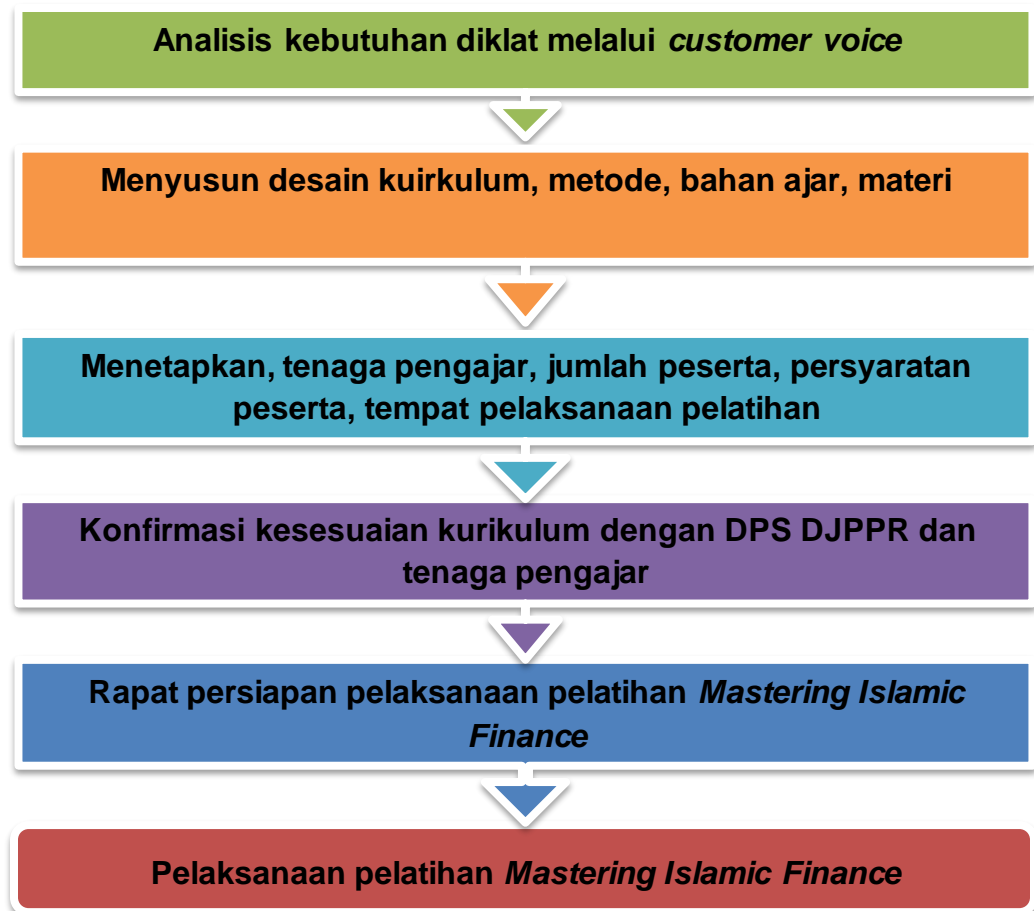 Analisis kebutuhan diklat melalui customer voice
Menyusun desain kuirkulum, metode, bahan ajar, materi
Menetapkan, tenaga pengajar, jumlah peserta, persyaratan
peserta, tempat pelaksanaan pelatihan
Konfirmasi kesesuaian kurikulum dengan DPS DJPPR dan
tenaga pengajar
Rapat persiapan pelaksanaan pelatihan Mastering Islamic
Finance
Pelaksanaan pelatihan Mastering Islamic Finance